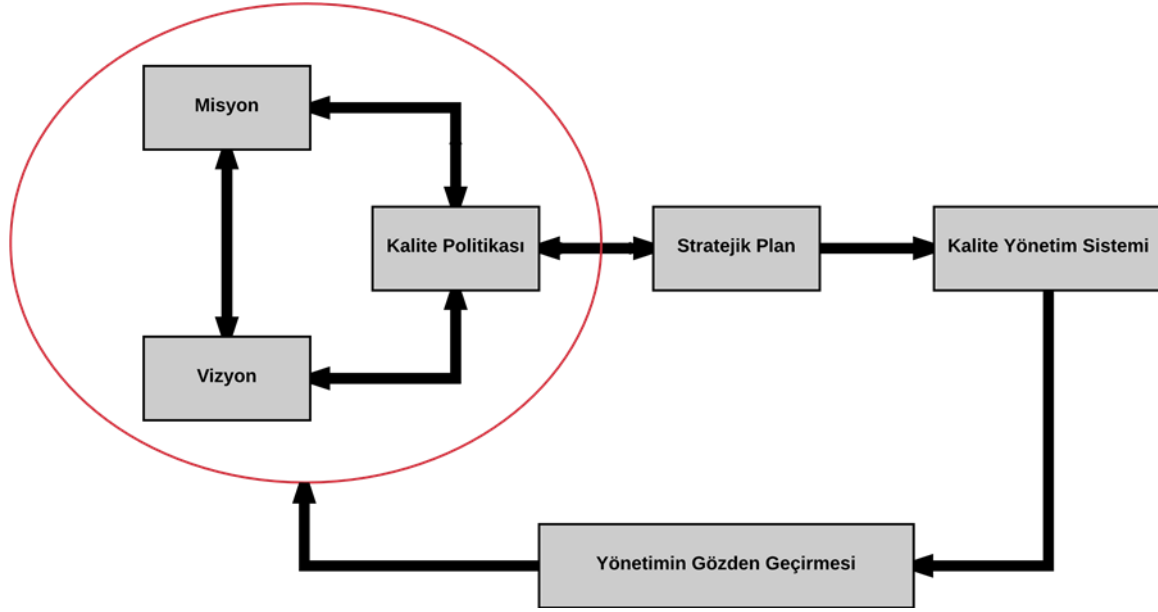 Misyon
Kalite Politikası
Stratejik Plan
Kalite Yönetim Sistemi
Vizyon
Yönetimin Gözden Geçirmesi